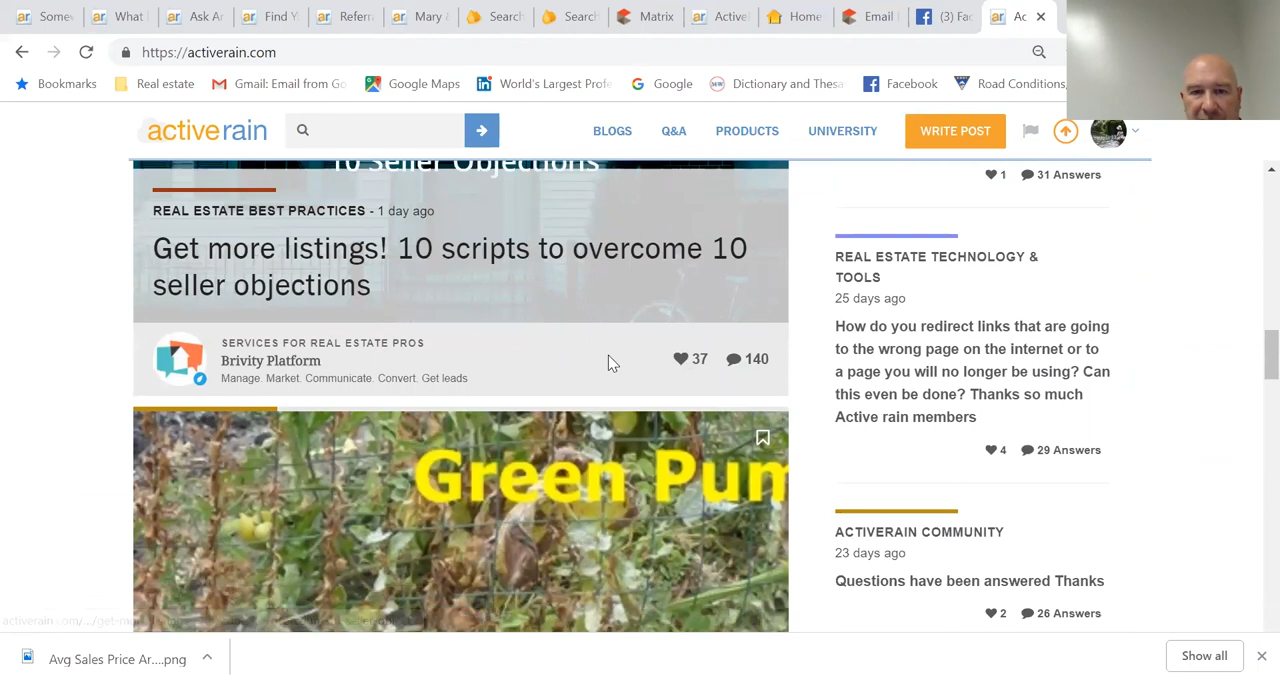 Some
What
Ask Ar
Find Y
Referr
Mary
Search
Search
Matrix
Active
Home
Email
(3) Fac
Ac
https://activerain.com
Bookmarks
Real estate
Gmail: Email from Go
Google Maps
World's Largest Profe
Google
Dictionary and Thesa
Facebook
Road Conditions,
activerain
BLOGS
Q&A
PRODUCTS
UNIVERSITY
WRITE POST
10 Seller Objections
REAL ESTATE BEST PRACTICES - 1 day ago
Get more listings! 10 scripts to overcome 10
seller objections
SERVICES FOR REAL ESTATE PROS
Brivity Platform
Manage. Market. Communicate. Convert. Get leads
37
140
Green Pum
1
31 Answers
REAL ESTATE TECHNOLOGY &
TOOLS
25 days ago
How do you redirect links that are going
to the wrong page on the internet or to
a page you will no longer be using? Can
this even be done? Thanks so much
Active rain members
4
29 Answers
ACTIVERAIN COMMUNITY
23 days ago
Questions have been answered Thanks
2
26 Answers
Avg Sales Price Ar....png
Show all